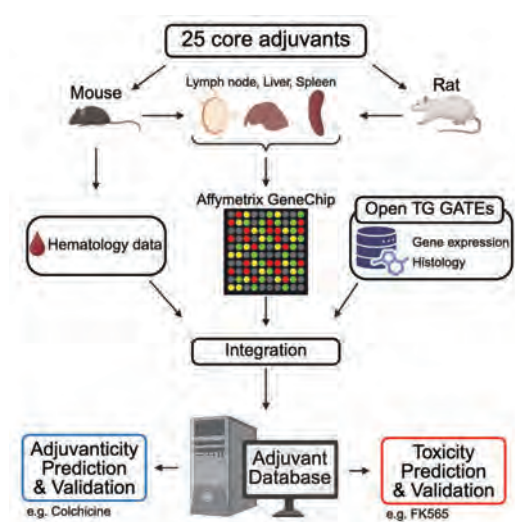 25 core adjuvants
Mouse
Lymph node, Liver, Spleen
Rat
Affymetrix GeneChip
Open TG GATEs
Hematology data
Gene expression
Histology
Integration
Adjuvanticity
Prediction
& Validation
e.g. Colchicine
Adjuvant
Database
Toxicity
Prediction
& Validation
e.g. FK565